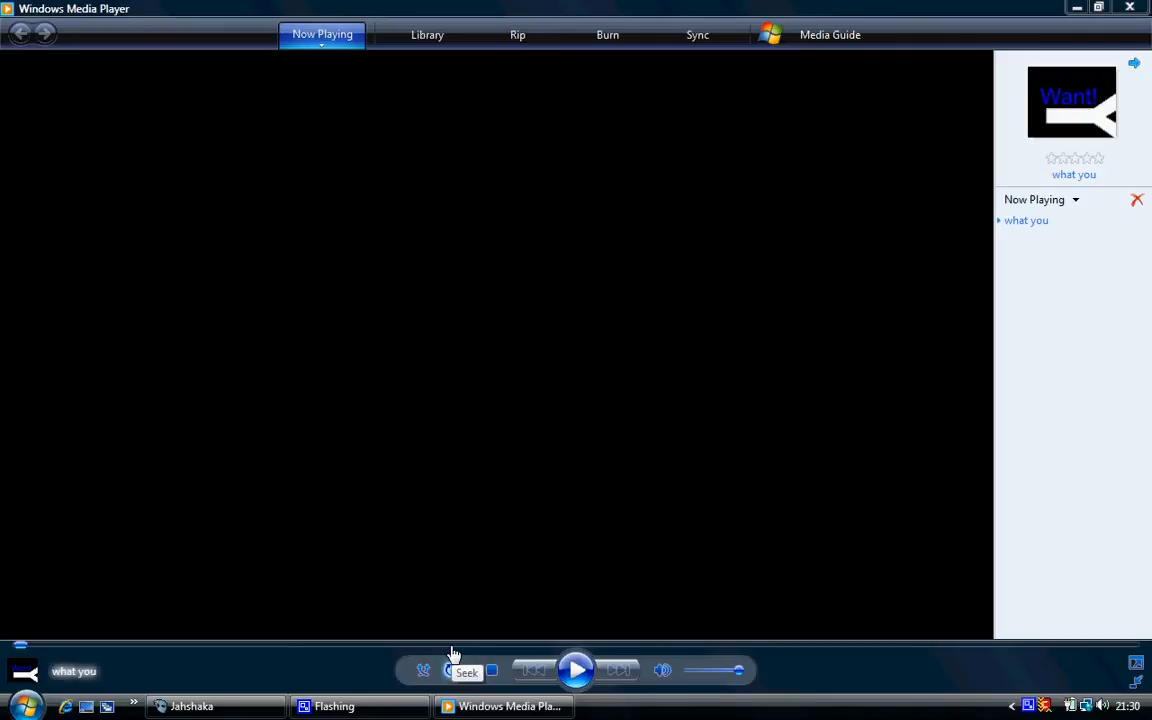 Windows Media Player
Now Playing
Library
Rip
Burn
Sync
Media Guide
Want!
what you
Now Playing
what you
what you
Seek
Jahshaka
Flashing
Windows Media Pla...
21:30